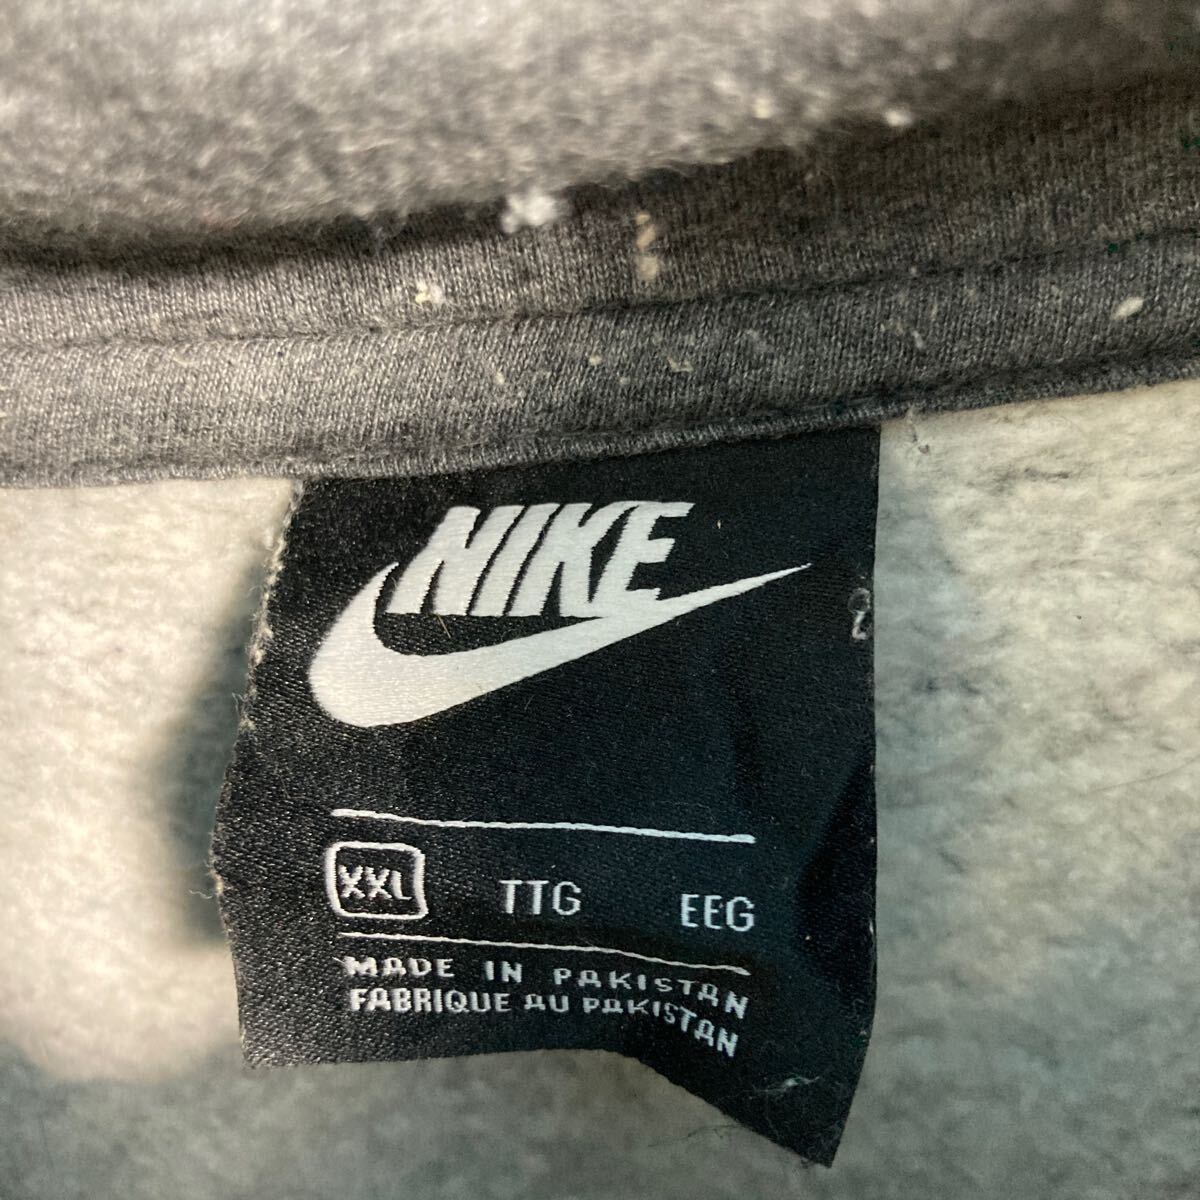 NIKE
XXL TTG EEG
MADE IN PAKISTAN
FABRIQUE AU PAKISTAN